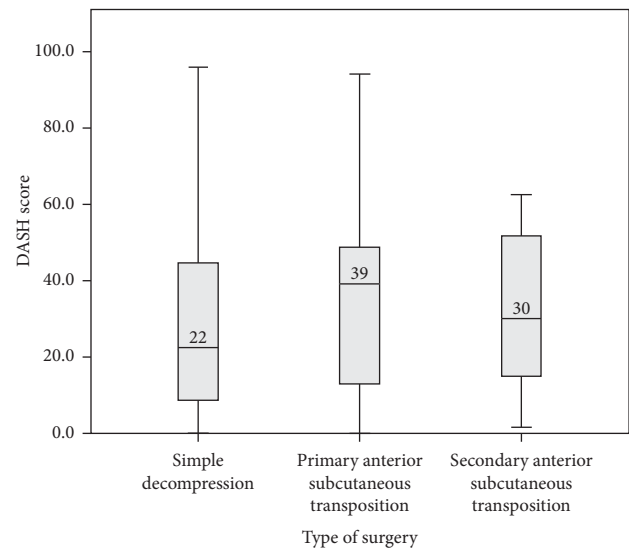 100.0
80.0
60.0
40.0
20.0
0.0
DASH score
22
39
30
Simple
decompression
Primary anterior
subcutaneous
transposition
Secondary anterior
subcutaneous
transposition
Type of surgery